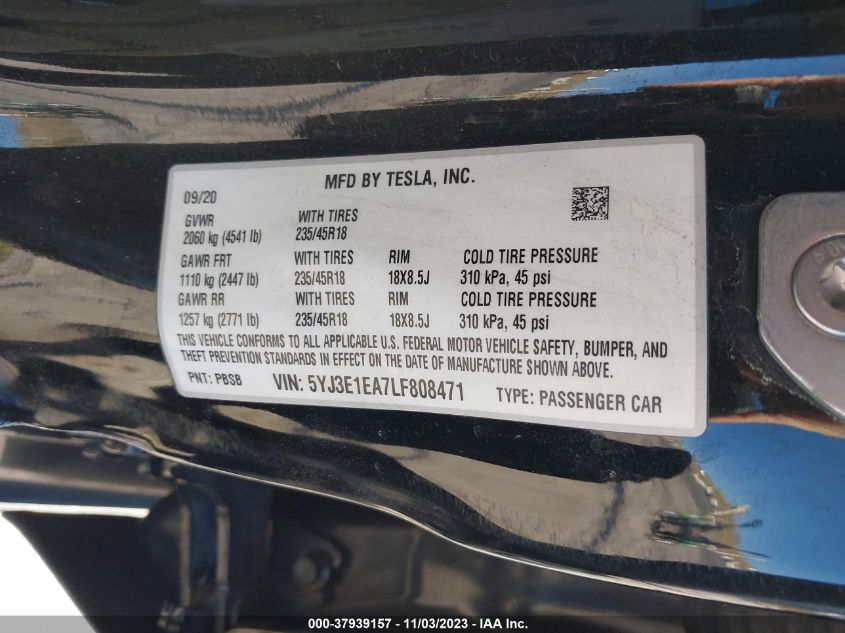 MFD BY TESLA, INC.
09/20
GVWR WITH TIRES
2060 kg (4541 lb) 235/45R18
GAWR FRT WITH TIRES RIM COLD TIRE PRESSURE
1110 kg (2447 lb) 235/45R18 18X8.5J 310 kPa, 45 psi
GAWR RR WITH TIRES RIM COLD TIRE PRESSURE
1257 kg (2771 lb) 235/45R18 18X8.5J 310 kPa, 45 psi
THIS VEHICLE CONFORMS TO ALL APPLICABLE U.S. FEDERAL MOTOR VEHICLE SAFETY, BUMPER, AND
THEFT PREVENTION STANDARDS IN EFFECT ON THE DATE OF MANUFACTURE SHOWN ABOVE.
PNT: PBSB VIN: 5YJ3E1EA7LF808471 TYPE: PASSENGER CAR
000-37939157 - 11/03/2023 - IAA Inc.